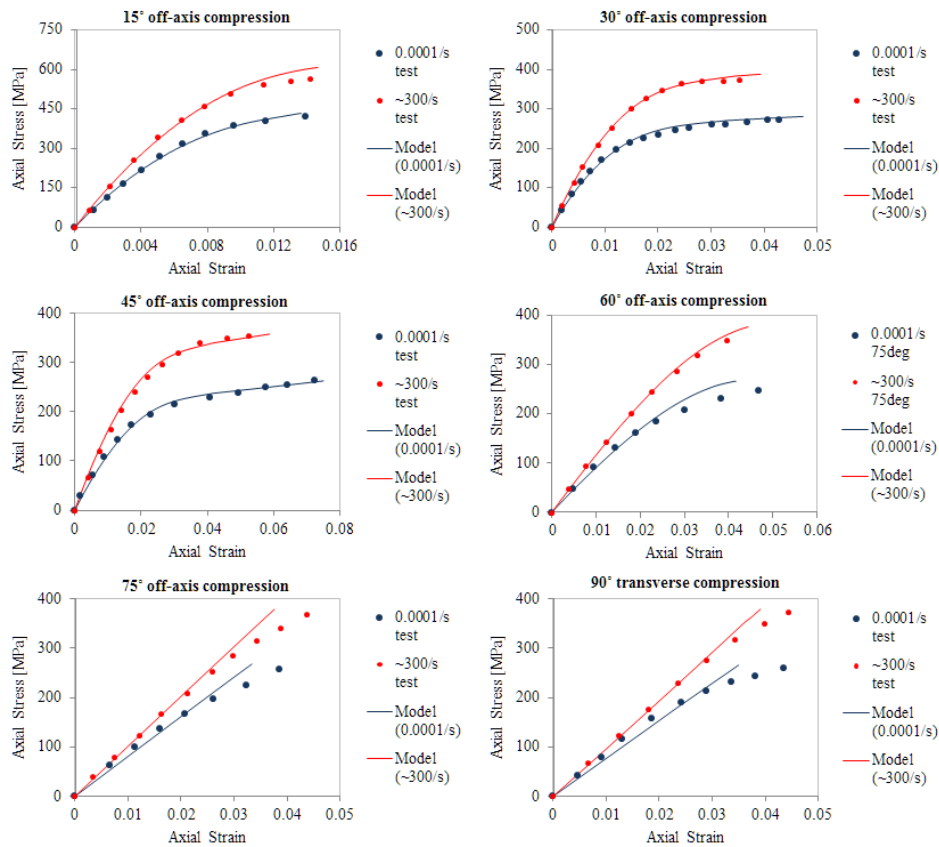 15° off-axis compression
Axial Stress [MPa]
750
600
450
300
150
0
0
0.004
0.008
0.012
0.016
Axial Strain
0.0001/s
test
~300/s
test
Model
(0.0001/s)
Model
(~300/s)
30° off-axis compression
Axial Stress [MPa]
500
400
300
200
100
0
0
0.01
0.02
0.03
0.04
0.05
Axial Strain
0.0001/s
test
~300/s
test
Model
(0.0001/s)
Model
(~300/s)
45° off-axis compression
Axial Stress [MPa]
400
300
200
100
0
0
0.02
0.04
0.06
0.08
Axial Strain
0.0001/s
test
~300/s
test
Model
(0.0001/s)
Model
(~300/s)
60° off-axis compression
Axial Stress [MPa]
400
300
200
100
0
0
0.01
0.02
0.03
0.04
0.05
0.06
Axial Strain
0.0001/s
75deg
~300/s
75deg
Model
(0.0001/s)
Model
(~300/s)
75° off-axis compression
Axial Stress [MPa]
400
300
200
100
0
0
0.01
0.02
0.03
0.04
0.05
Axial Strain
0.0001/s
test
~300/s
test
Model
(0.0001/s)
Model
(~300/s)
90° transverse compression
Axial Stress [MPa]
400
300
200
100
0
0
0.01
0.02
0.03
0.04
0.05
Axial Strain
0.0001/s
test
~300/s
test
Model
(0.0001/s)
Model
(~300/s)